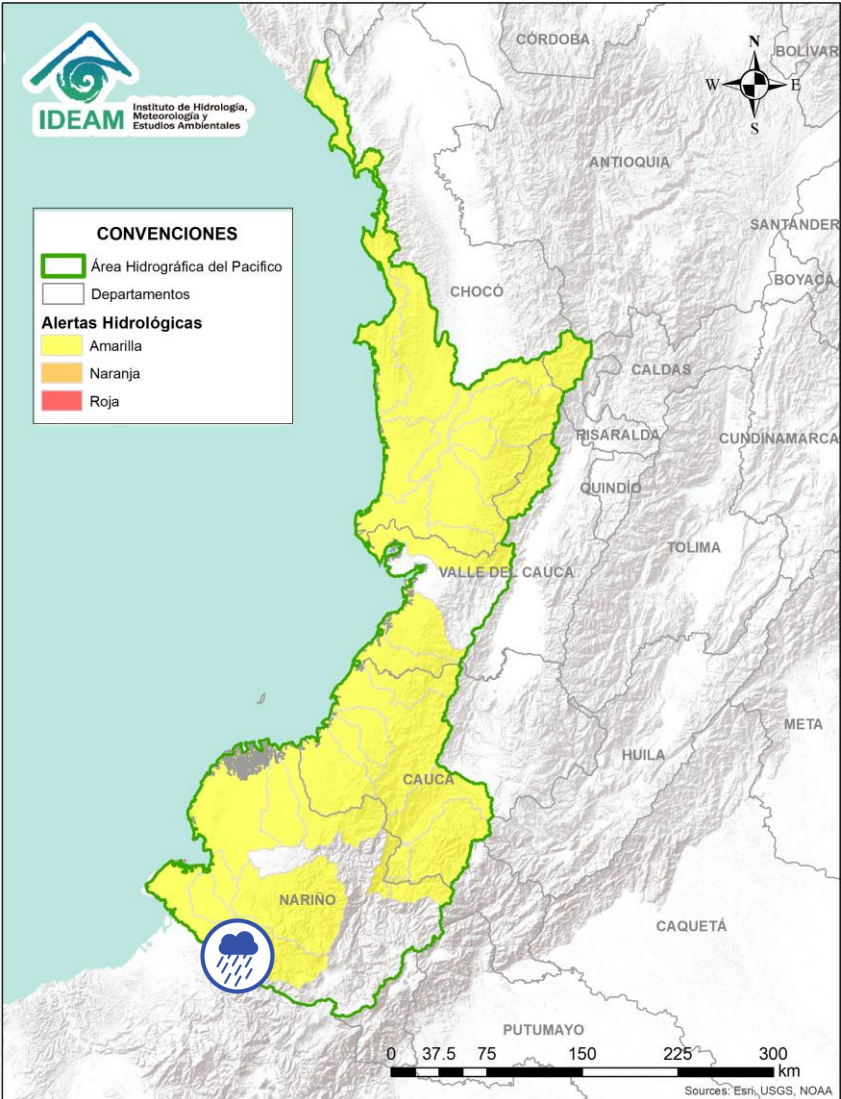 IDEAM
Instituto de Hidrología,
Meteorología y
Estudios Ambientales
N
W
E
S
CONVENCIONES
Área Hidrográfica del Pacifico
Departamentos
Alertas Hidrológicas
Amarilla
Naranja
Roja
CÓRDOBA
BOLÍVAR
ANTIOQUIA
SANTANDER
BOYACÁ
CHOCÓ
CALDAS
RISARALDA
CUNDINAMARCA
QUINDÍO
TOLIMA
VALLE DEL CAUCA
META
HUILA
CAUCA
NARIÑO
CAQUETÁ
PUTUMAYO
0 37.5 75 150 225 300
km
Sources: Esri, USGS, NOAA